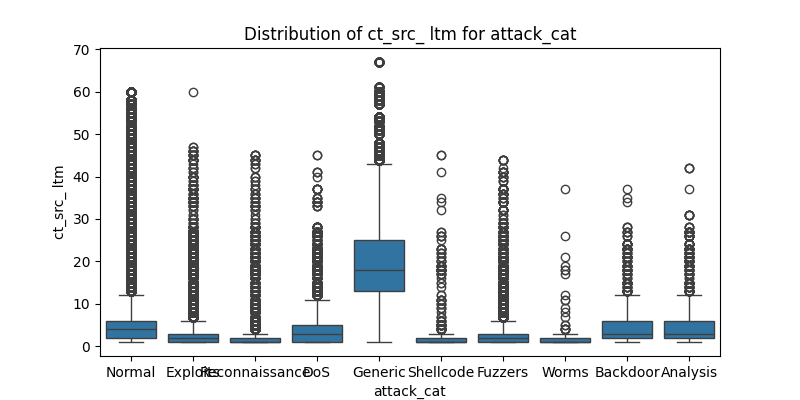 Distribution of ct_src_ ltm for attack_cat
70
60
50
40
30
20
10
0
ct_src_ ltm
Normal Exploits Reconnaissance DoS Generic Shellcode Fuzzers Worms Backdoor Analysis
attack_cat